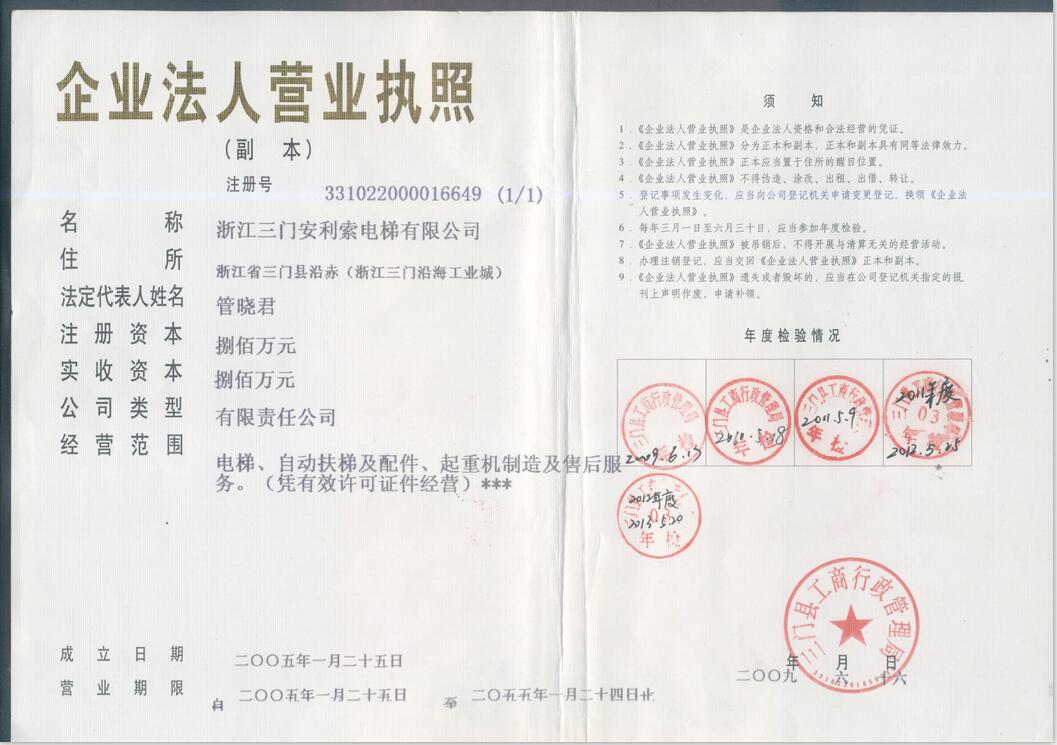 企业法人营业执照
（副 本）
注册号 331022000016649 (1/1)
名 称 浙江三门安利索电梯有限公司
住 所 浙江省三门县沿赤（浙江三门沿海工业城）
法定代表人姓名 管晓君
注 册 资 本 捌佰万元
实 收 资 本 捌佰万元
公 司 类 型 有限责任公司
经 营 范 围
电梯、自动扶梯及配件、起重机制造及售后服
务。（凭有效许可证件经营）***
成 立 日 期 二〇〇五年一月二十五日
营 业 期 限 自 二〇〇五年一月二十五日 至 二〇五五年一月二十四日止
须 知
1．《企业法人营业执照》是企业法人资格和合法经营的凭证。
2．《企业法人营业执照》分为正本和副本，正本和副本具有同等法律效力。
3．《企业法人营业执照》正本应当置于住所的醒目位置。
4．《企业法人营业执照》不得伪造、涂改、出租、出借、转让。
5．登记事项发生变化，应当向公司登记机关申请变更登记，换领《企业法
人营业执照》。
6．每年三月一日至六月三十日，应当参加年度检验。
7．《企业法人营业执照》被吊销后，不得开展与清算无关的经营活动。
8．办理注销登记，应当交回《企业法人营业执照》正本和副本。
9．《企业法人营业执照》遗失或者毁坏的，应当在公司登记机关指定的报
刊上声明作废，申请补领。
年度检验情况
三门县工商行政管理局
年检
2009.6.13
三门县工商行政管理局
年检
三门县工商行政管理局
2011.5.9
年检
2011年度
03
年检
2012.5.25
2012年度
03
2013.5.20
年检
三门县工商行政管理局
年 月 日
二〇〇九 六 十六